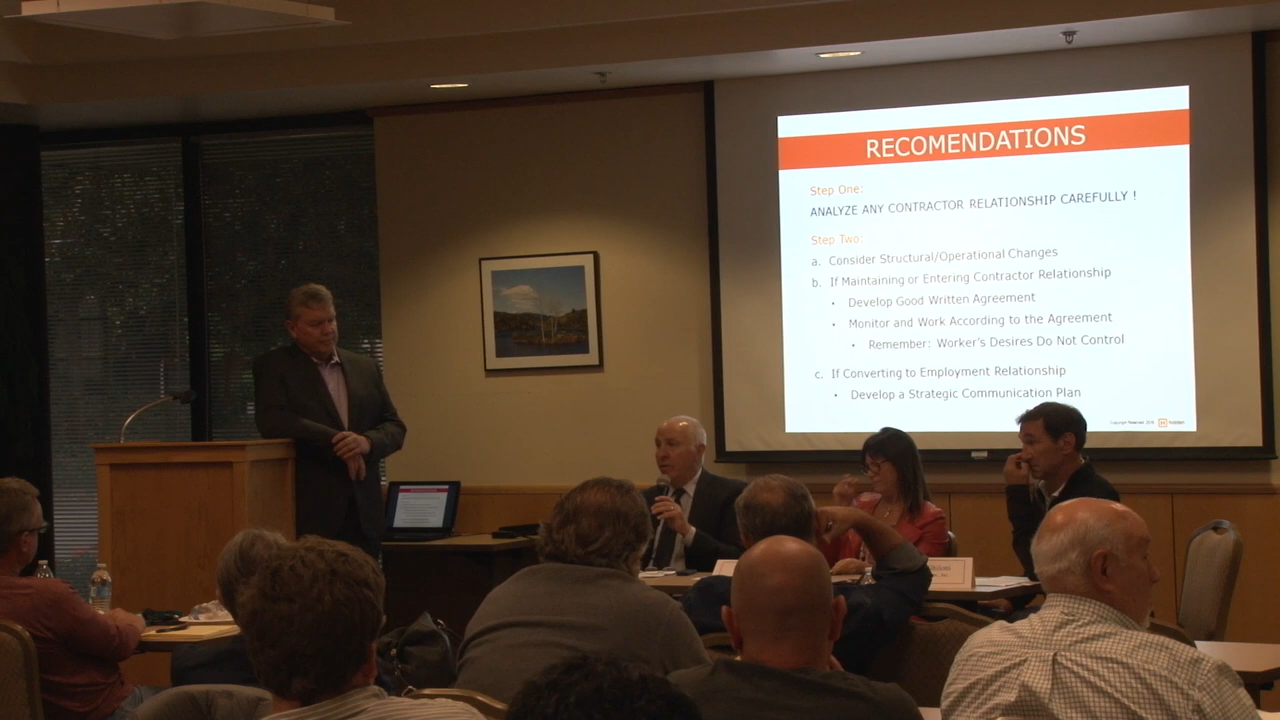 RECOMENDATIONS
Step One:
ANALYZE ANY CONTRACTOR RELATIONSHIP CAREFULLY !
Step Two:
a. Consider Structural/Operational Changes
b. If Maintaining or Entering Contractor Relationship
• Develop Good Written Agreement
• Monitor and Work According to the Agreement
• Remember: Worker's Desires Do Not Control
c. If Converting to Employment Relationship
• Develop a Strategic Communication Plan